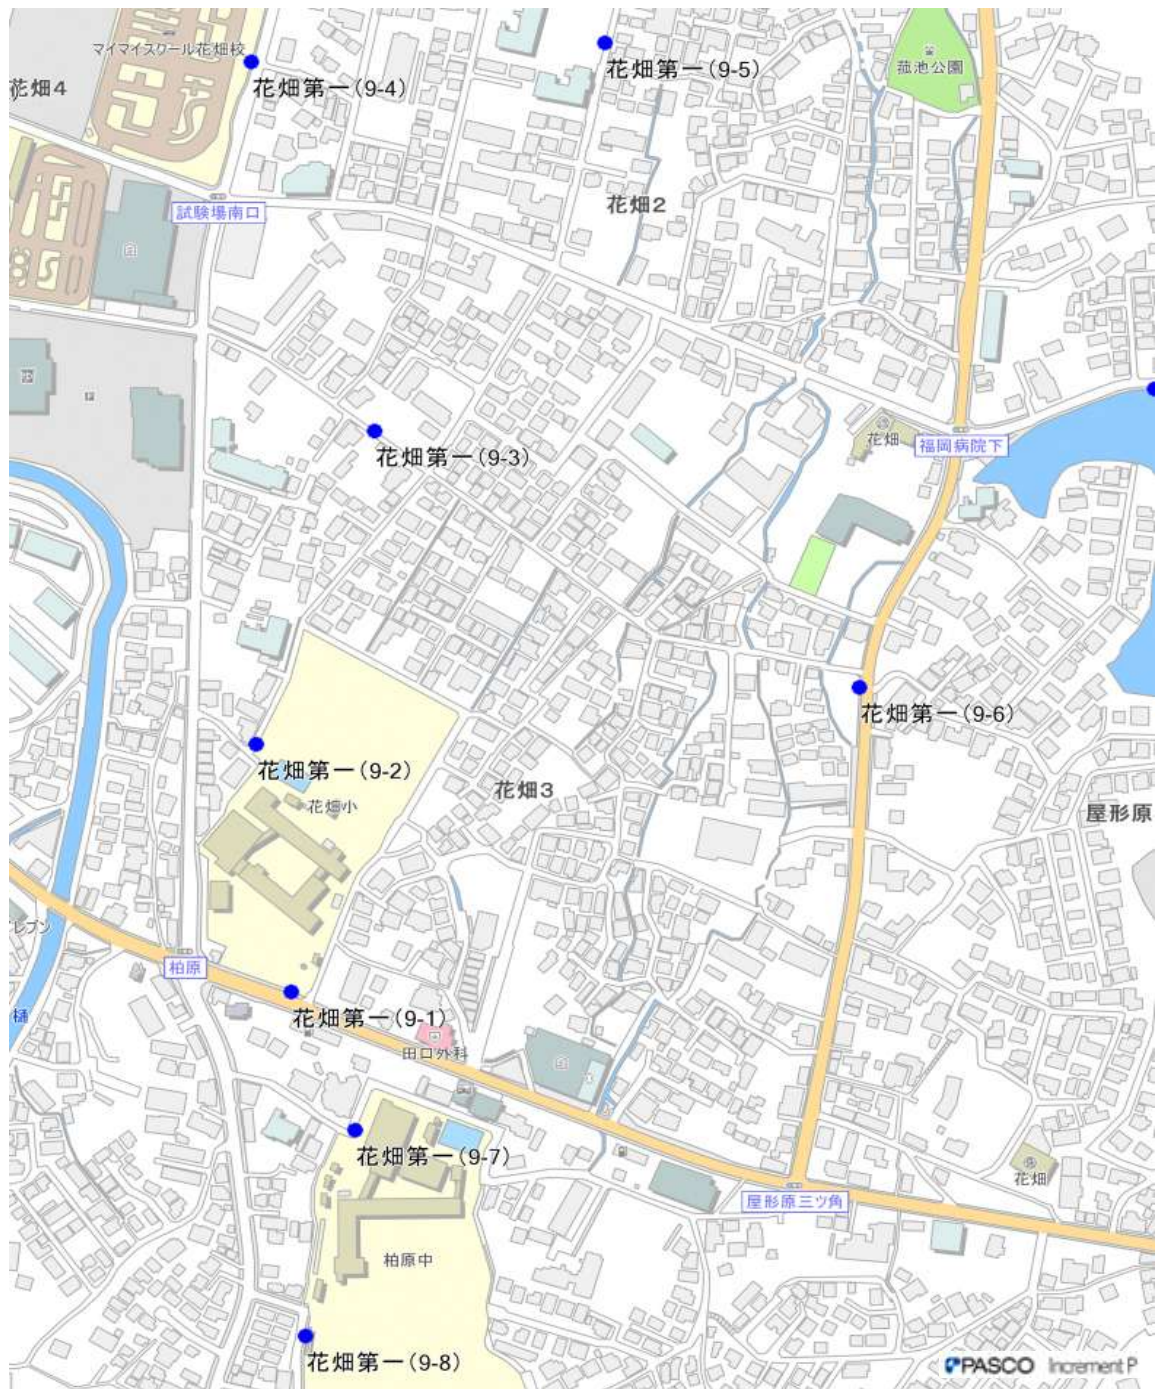 マイマイスクール花畑校
花畑第一(9-4)
花畑第一(9-5)
菰池公園
花畑4
花畑2
試験場南口
花畑
福岡病院下
花畑第一(9-3)
花畑第一(9-6)
花畑第一(9-2)
花畑3
花畑小
屋形原
レブン
柏原
樋
花畑第一(9-1)
田口外科
花畑第一(9-7)
花畑
屋形原三ツ角
柏原中
花畑第一(9-8)
PASCO Increment P